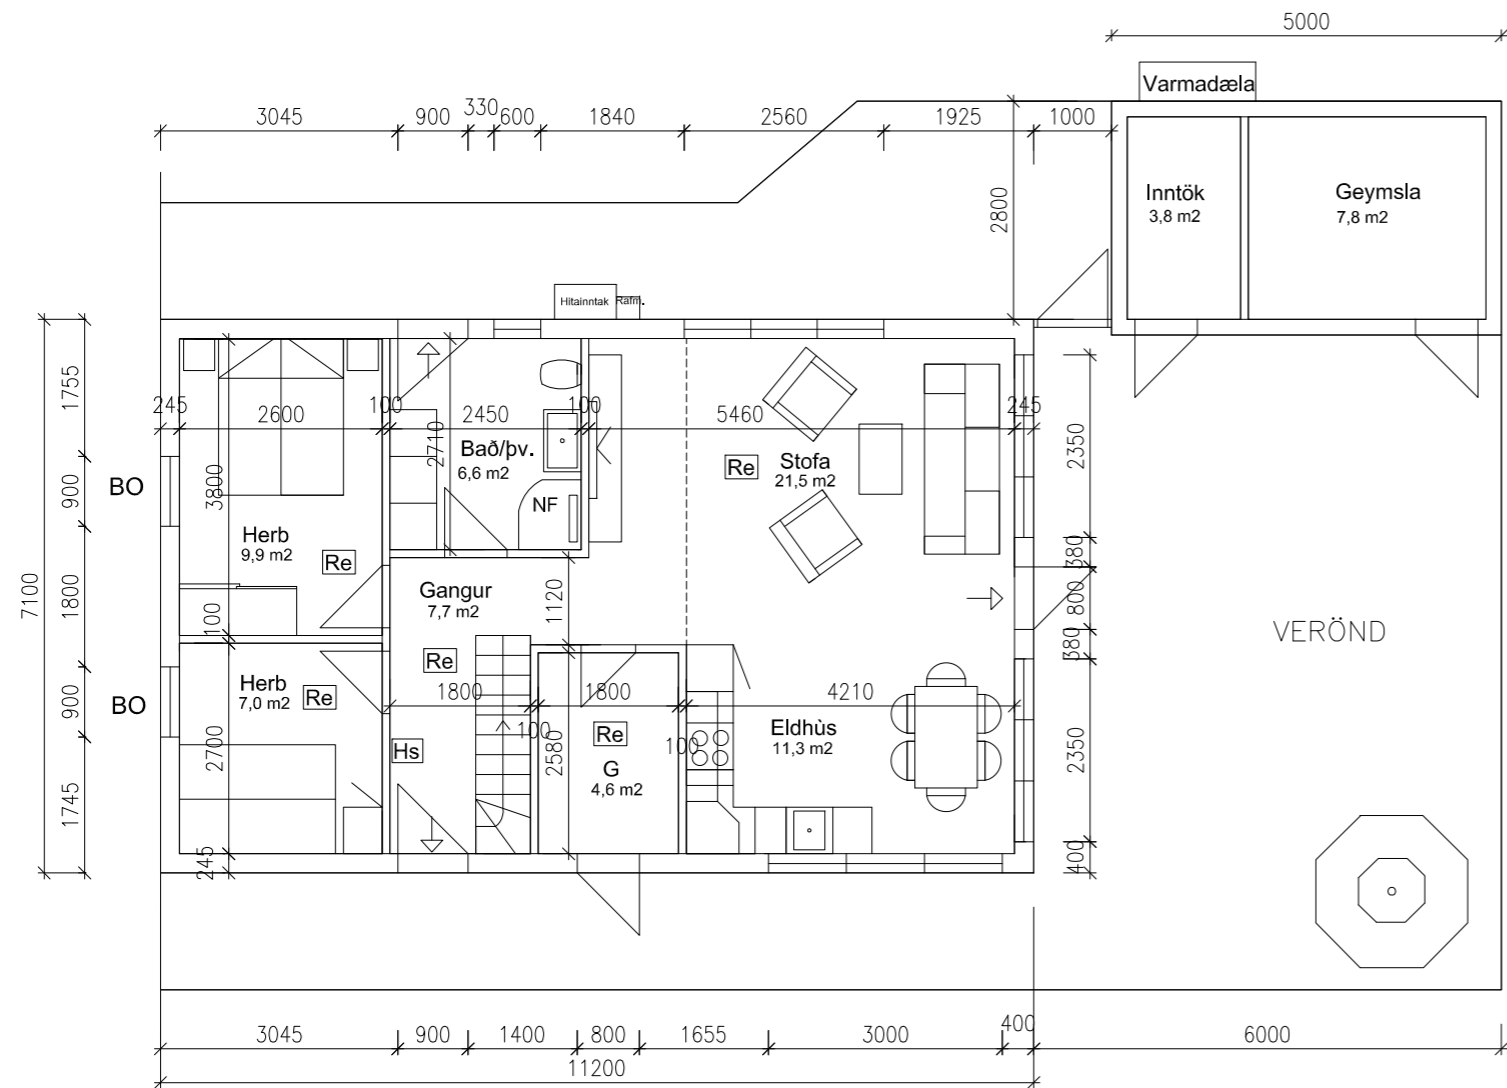 5000
Varmadæla
3045
900
330
600
1840
2560
1925
1000
2800
Inntök
3,8 m2
Geymsla
7,8 m2
Hitainntak
Rafm.
245
2600
100
2450
100
5460
245
1755
900
1800
900
1745
7100
BO
BO
3800
2710
Bað/þv.
6,6 m2
NF
Re
Stofa
21,5 m2
Herb
9,9 m2
Re
Gangur
7,7 m2
1120
100
Re
Herb
7,0 m2
Re
1800
100
1800
100
4210
2700
Hs
2580
Re
G
4,6 m2
Eldhùs
11,3 m2
245
2350
380
800
380
2350
400
VERÖND
3045
900
1400
800
1655
3000
400
6000
11200